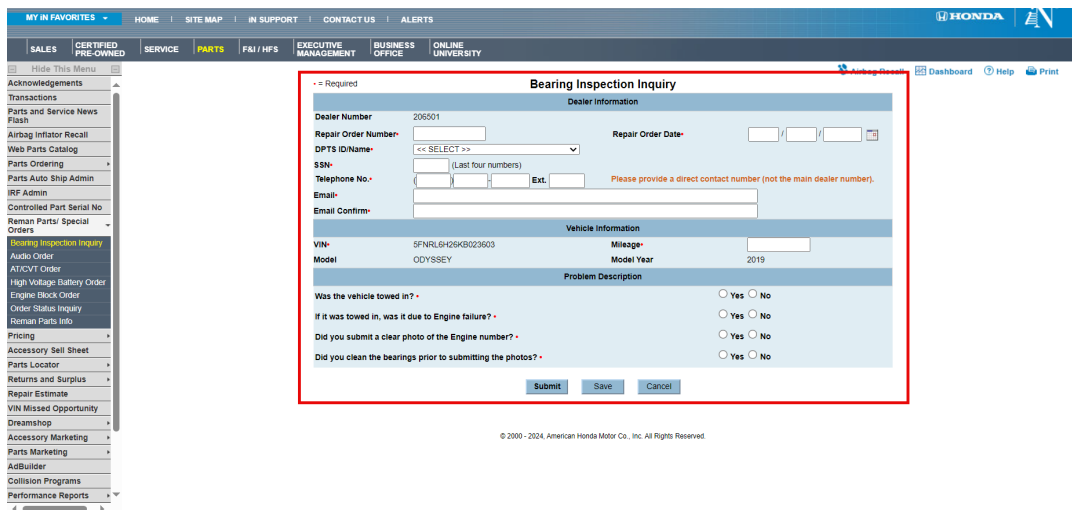 MY iN FAVORITES
HOME SITE MAP iN SUPPORT CONTACT US ALERTS
HONDA iN
SALES CERTIFIED PRE-OWNED SERVICE PARTS F&I / HFS EXECUTIVE MANAGEMENT BUSINESS OFFICE ONLINE UNIVERSITY
Hide This Menu
Airbag Recall Dashboard Help Print
Acknowledgements
Transactions
Parts and Service News
Flash
Airbag Inflator Recall
Web Parts Catalog
Parts Ordering
Parts Auto Ship Admin
IRF Admin
Controlled Part Serial No
Reman Parts/ Special
Orders
Bearing Inspection Inquiry
Audio Order
AT/CVT Order
High Voltage Battery Order
Engine Block Order
Order Status Inquiry
Reman Parts Info
Pricing
Accessory Sell Sheet
Parts Locator
Returns and Surplus
Repair Estimate
VIN Missed Opportunity
Dreamshop
Accessory Marketing
Parts Marketing
AdBuilder
Collision Programs
Performance Reports
• = Required
Bearing Inspection Inquiry
Dealer Information
Dealer Number 206501
Repair Order Number• Repair Order Date• / /
DPTS ID/Name• << SELECT >>
SSN• (Last four numbers)
Telephone No.• ( ) - Ext. Please provide a direct contact number (not the main dealer number).
Email•
Email Confirm•
Vehicle Information
VIN• 5FNRL6H26KB023603 Mileage•
Model ODYSSEY Model Year 2019
Problem Description
Was the vehicle towed in? • Yes No
If it was towed in, was it due to Engine failure? • Yes No
Did you submit a clear photo of the Engine number? • Yes No
Did you clean the bearings prior to submitting the photos? • Yes No
Submit Save Cancel
© 2000 - 2024, American Honda Motor Co., Inc. All Rights Reserved.